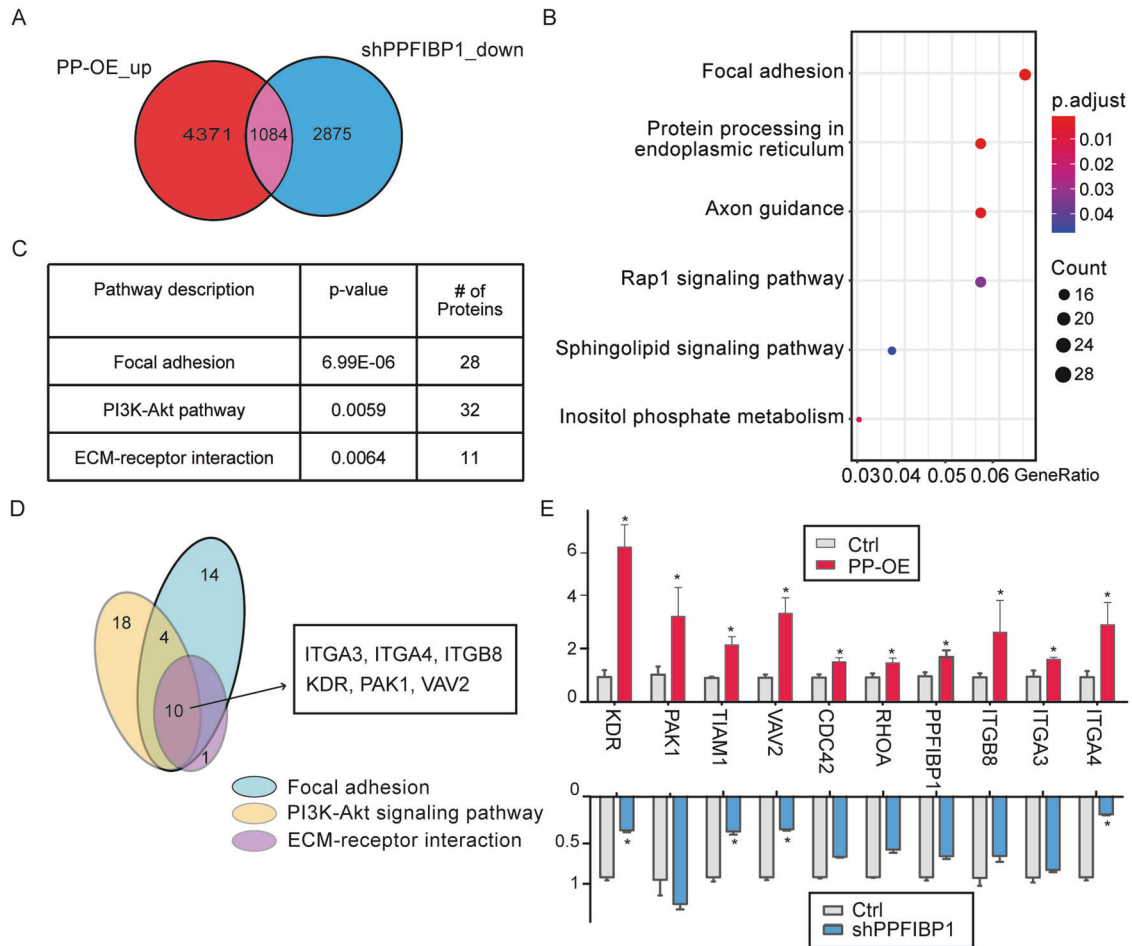 A
PP-OE_up
shPPFIBP1_down
4371
1084
2875
B
Focal adhesion
Protein processing in
endoplasmic reticulum
Axon guidance
Rap1 signaling pathway
Sphingolipid signaling pathway
Inositol phosphate metabolism
0.03 0.04 0.05 0.06 GeneRatio
p.adjust
0.01
0.02
0.03
0.04
Count
16
20
24
28
C
Pathway description p-value # of
Proteins
Focal adhesion 6.99E-06 28
PI3K-Akt pathway 0.0059 32
ECM-receptor interaction 0.0064 11
D
14
18
4
10
1
ITGA3, ITGA4, ITGB8
KDR, PAK1, VAV2
Focal adhesion
PI3K-Akt signaling pathway
ECM-receptor interaction
E
Ctrl
PP-OE
6
4
2
0
* * * * * * * * * *
KDR
PAK1
TIAM1
VAV2
CDC42
RHOA
PPFIBP1
ITGB8
ITGA3
ITGA4
0
0.5
1
* * * *
Ctrl
shPPFIBP1